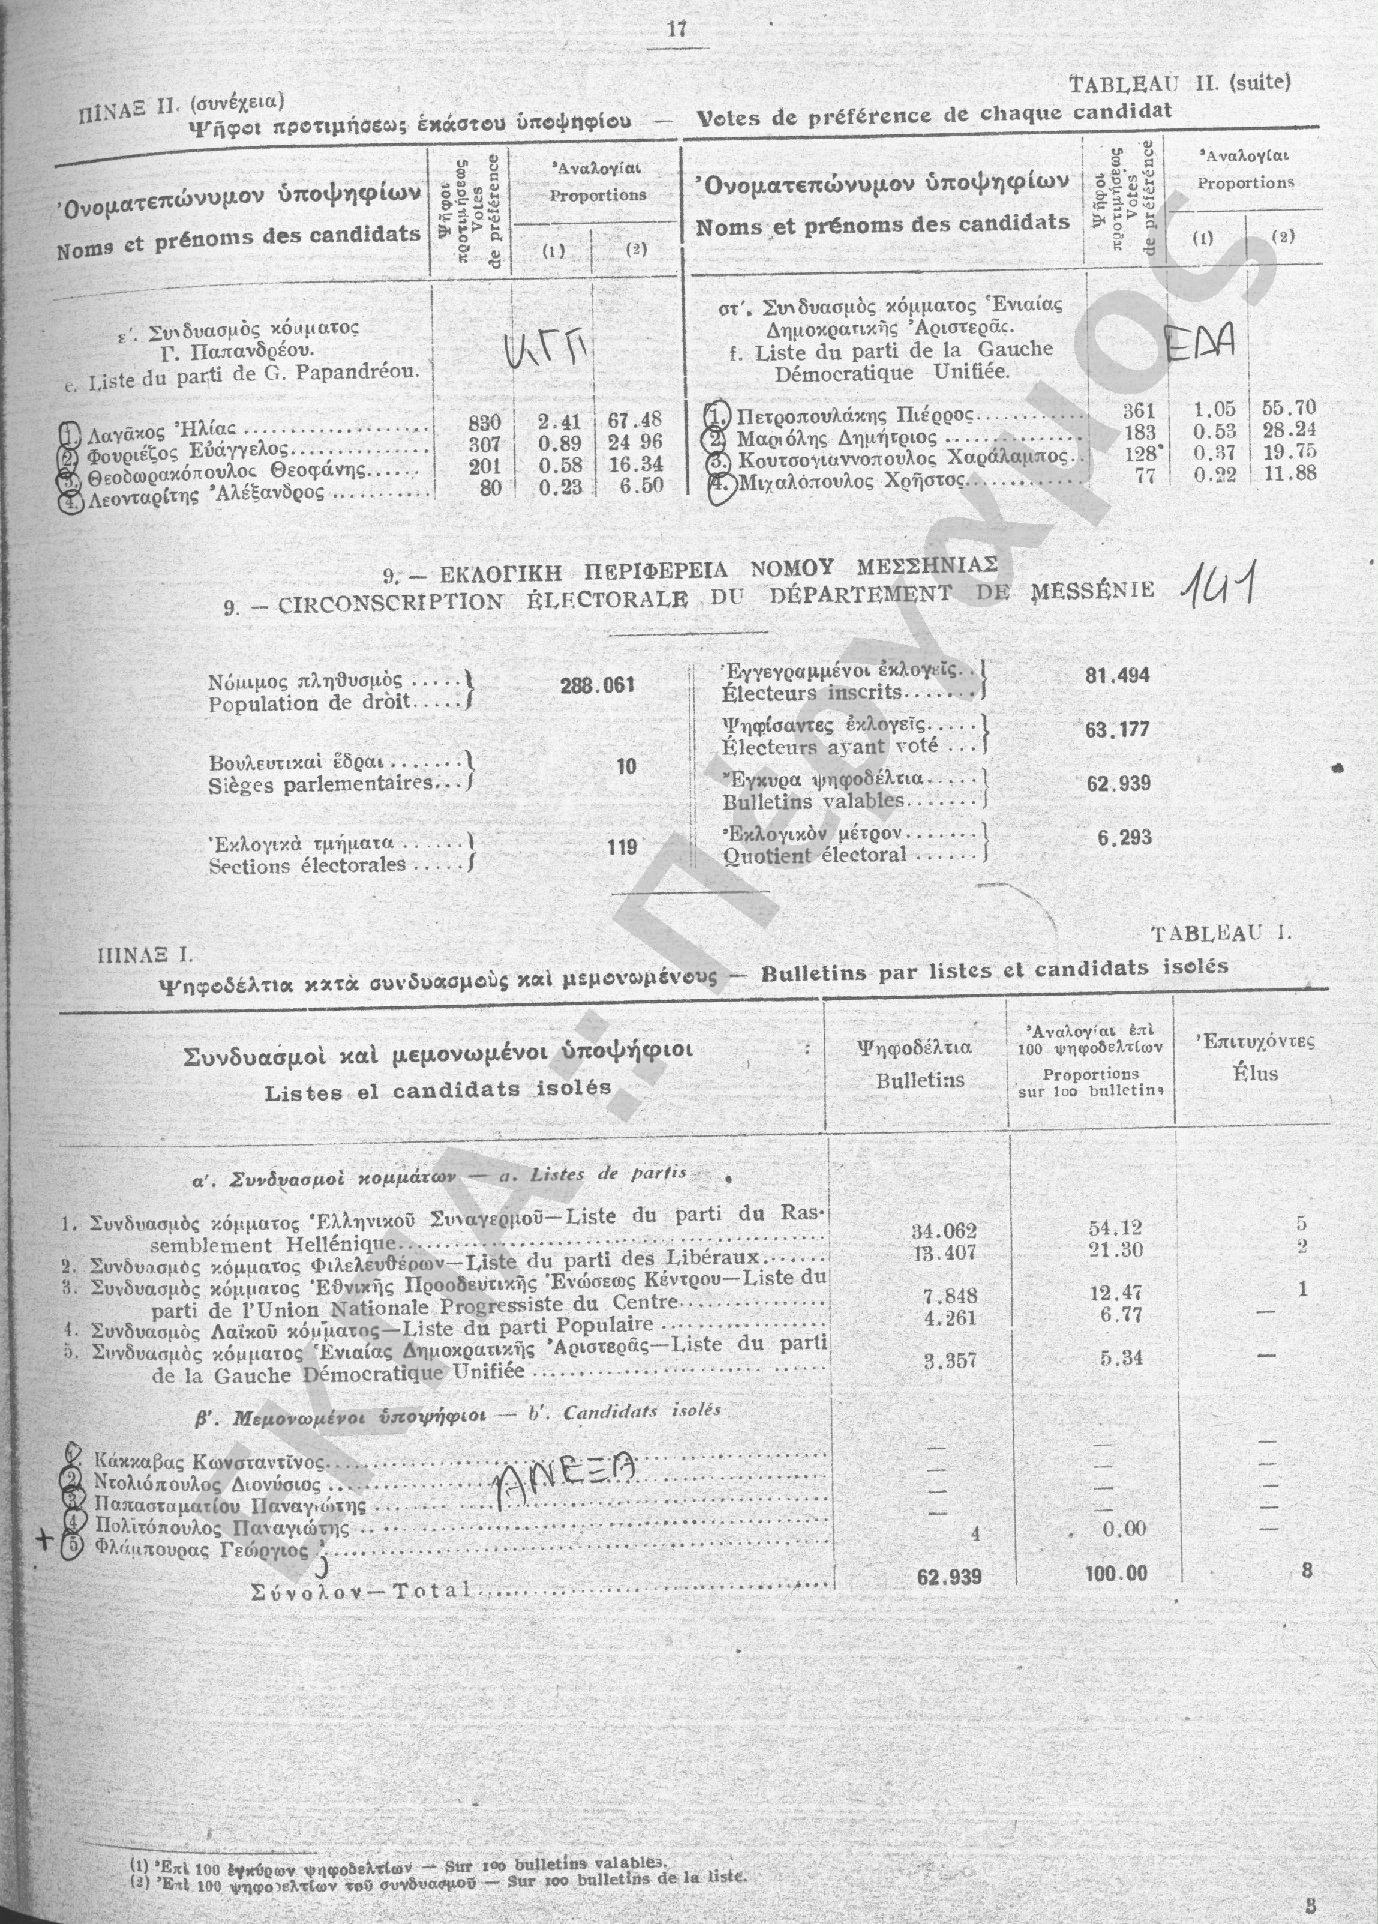 17
ΠΙΝΑΞ II. (συνέχεια)
TABLEAU II. (suite)
Ψῆφοι προτιμήσεως ἑκάστου ὑποψηφίου — Votes de préférence de chaque candidat
Ὀνοματεπώνυμον ὑποψηφίων
Noms et prénoms des candidats
Ψῆφοι προτιμήσεως
Votes de préférence
Ἀναλογίαι
Proportions
(1) (2)
Ὀνοματεπώνυμον ὑποψηφίων
Noms et prénoms des candidats
Ψῆφοι προτιμήσεως
Votes de préférence
Ἀναλογίαι
Proportions
(1) (2)
ε΄. Συνδυασμὸς κόμματος
Γ. Παπανδρέου.
e. Liste du parti de G. Papandréou.
1. Λαγᾶκος Ἠλίας 830 2.41 67.48
2. Φουριέζος Εὐάγγελος 307 0.89 24 96
3. Θεοδωρακόπουλος Θεοφάνης 201 0.58 16.34
4. Λεονταρίτης Ἀλέξανδρος 80 0.23 6.50
στ΄. Συνδυασμὸς κόμματος Ἑνιαίας
Δημοκρατικῆς Ἀριστερᾶς.
f. Liste du parti de la Gauche
Démocratique Unifiée.
ΕΔΑ
1. Πετροπουλάκης Πιέρρος 361 1.05 55.70
2. Μαριόλης Δημήτριος 183 0.53 28.24
3. Κουτσογιαννοπουλος Χαράλαμπος 128 0.37 19.75
4. Μιχαλόπουλος Χρῆστος 77 0.22 11.88
9. — ΕΚΛΟΓΙΚΗ ΠΕΡΙΦΕΡΕΙΑ ΝΟΜΟΥ ΜΕΣΣΗΝΙΑΣ
9. — CIRCONSCRIPTION ÉLECTORALE DU DÉPARTEMENT DE MESSÉNIE 141
Νόμιμος πληθυσμὸς
Population de droit 288.061
Βουλευτικαὶ ἕδραι
Sièges parlementaires 10
Ἐκλογικὰ τμήματα
Sections électorales 119
Ἐγγεγραμμένοι ἐκλογεῖς
Électeurs inscrits 81.494
Ψηφίσαντες ἐκλογεῖς
Électeurs ayant voté 63.177
Ἔγκυρα ψηφοδέλτια
Bulletins valables 62.939
Ἐκλογικὸν μέτρον
Quotient électoral 6.293
ΠΙΝΑΞ I.
TABLEAU I.
Ψηφοδέλτια κατὰ συνδυασμοὺς καὶ μεμονωμένους — Bulletins par listes et candidats isolés
Συνδυασμοὶ καὶ μεμονωμένοι ὑποψήφιοι
Listes el candidats isolés
Ψηφοδέλτια
Bulletins
Ἀναλογίαι ἐπὶ
100 ψηφοδελτίων
Proportions
sur 100 bulletins
Ἐπιτυχόντες
Élus
α΄. Συνδυασμοὶ κομμάτων — a. Listes de partis
1. Συνδυασμὸς κόμματος Ἑλληνικοῦ Συναγερμοῦ—Liste du parti du Ras-
semblement Hellénique 34.062 54.12 5
2. Συνδυασμὸς κόμματος Φιλελευθέρων—Liste du parti des Libéraux 13.407 21.30 2
3. Συνδυασμὸς κόμματος Ἐθνικῆς Προοδευτικῆς Ἑνώσεως Κέντρου—Liste du
parti de l'Union Nationale Progressiste du Centre 7.848 12.47 1
4. Συνδυασμὸς Λαϊκοῦ κόμματος—Liste du parti Populaire 4.261 6.77 —
5. Συνδυασμὸς κόμματος Ἑνιαίας Δημοκρατικῆς Ἀριστερᾶς—Liste du parti
de la Gauche Démocratique Unifiée 3.357 5.34 —
β΄. Μεμονωμένοι ὑποψήφιοι — b'. Candidats isolés
1. Κάκκαβας Κωνσταντῖνος — — —
2. Ντολιόπουλος Διονύσιος — — —
3. Παπασταματίου Παναγιώτης — — —
4. Πολιτόπουλος Παναγιώτης — — —
+ 5 Φλάμπουρας Γεώργιος 4 0.00 —
ΑΝΕΞΑ
Σύνολον—Total 62.939 100.00 8
(1) Ἐπὶ 100 ἐγκύρων ψηφοδελτίων — Sur 100 bulletins valables.
(2) Ἐπὶ 100 ψηφοδελτίων τοῦ συνδυασμοῦ — Sur 100 bulletins de la liste.
3
ΕΚΠΑ :: Πέργαμος